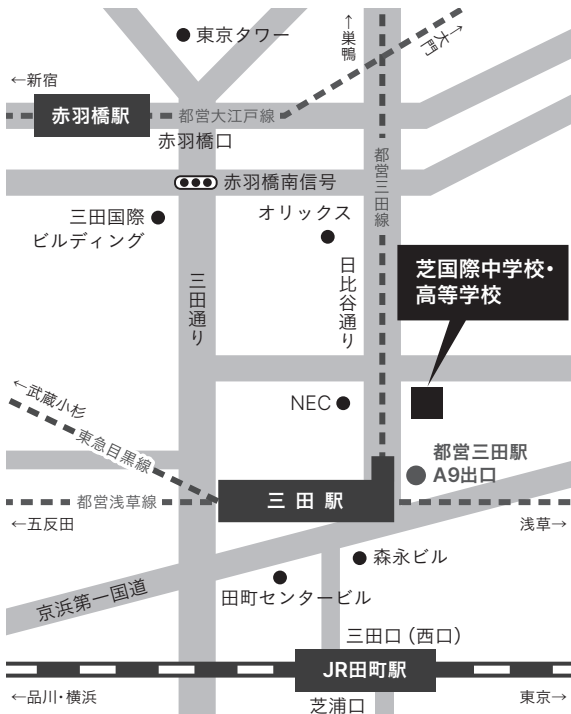 東京タワー
←巣鴨
大門→
←新宿
赤羽橋駅
都営大江戸線
赤羽橋口
都営三田線
赤羽橋南信号
三田国際
ビルディング
オリックス
三田通り
日比谷通り
芝国際中学校・
高等学校
←武蔵小杉
東急目黒線
NEC
都営三田駅
A9出口
都営浅草線
三田駅
←五反田
浅草→
森永ビル
京浜第一国道
田町センタービル
三田口（西口）
JR田町駅
←品川・横浜
東京→
芝浦口